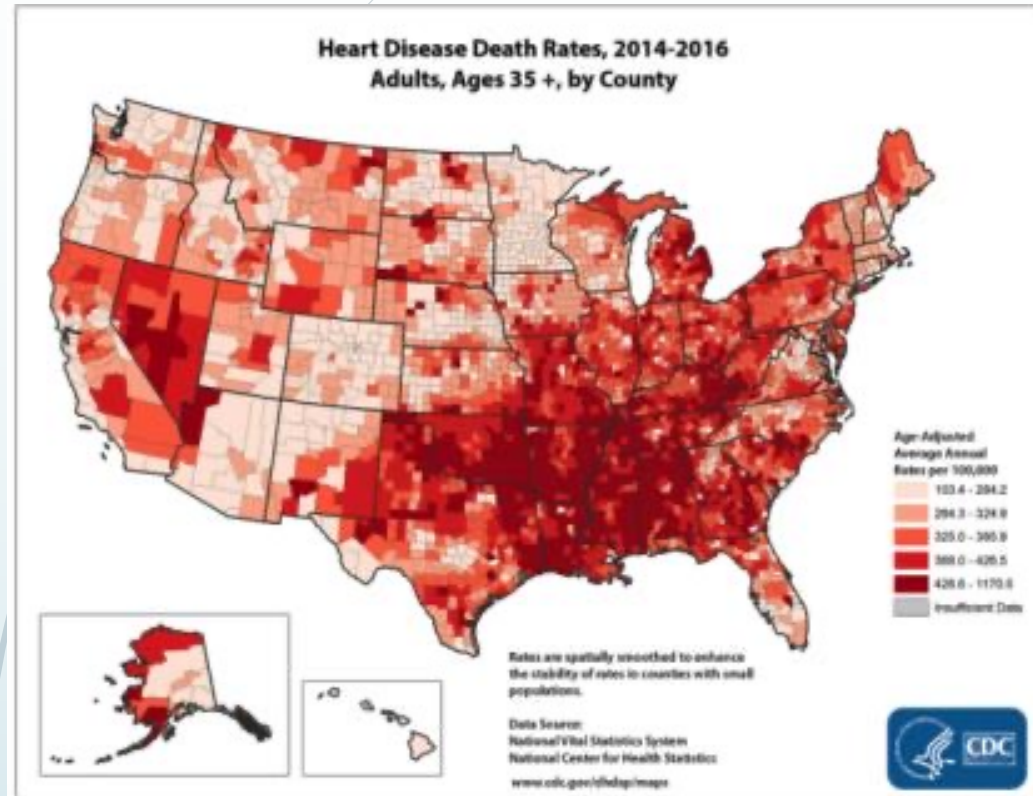 Heart Disease Death Rates, 2014-2016
Adults, Ages 35 +, by County
Age-Adjusted
Average Annual
Rates per 100,000
325.0 -
Insufficient Data
Rates are spatially smoothed to enhance
the stability of rates in counties with small
populations.
Data Source:
National Vital Statistics System
National Center for Health Statistics
www.cdc.gov/dhdsp/maps
CDC